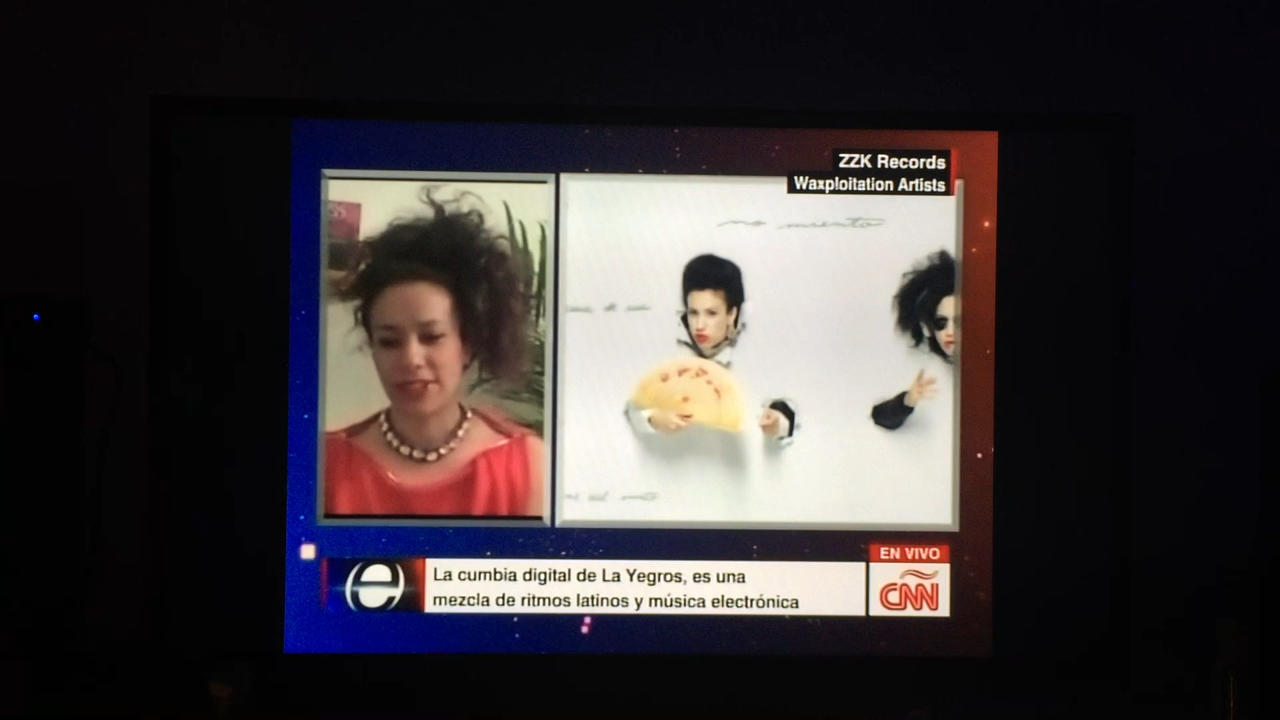 ZZK Records
Waxploitation Artists
no miento
e
La cumbia digital de La Yegros, es una
mezcla de ritmos latinos y música electrónica
EN VIVO
CNN